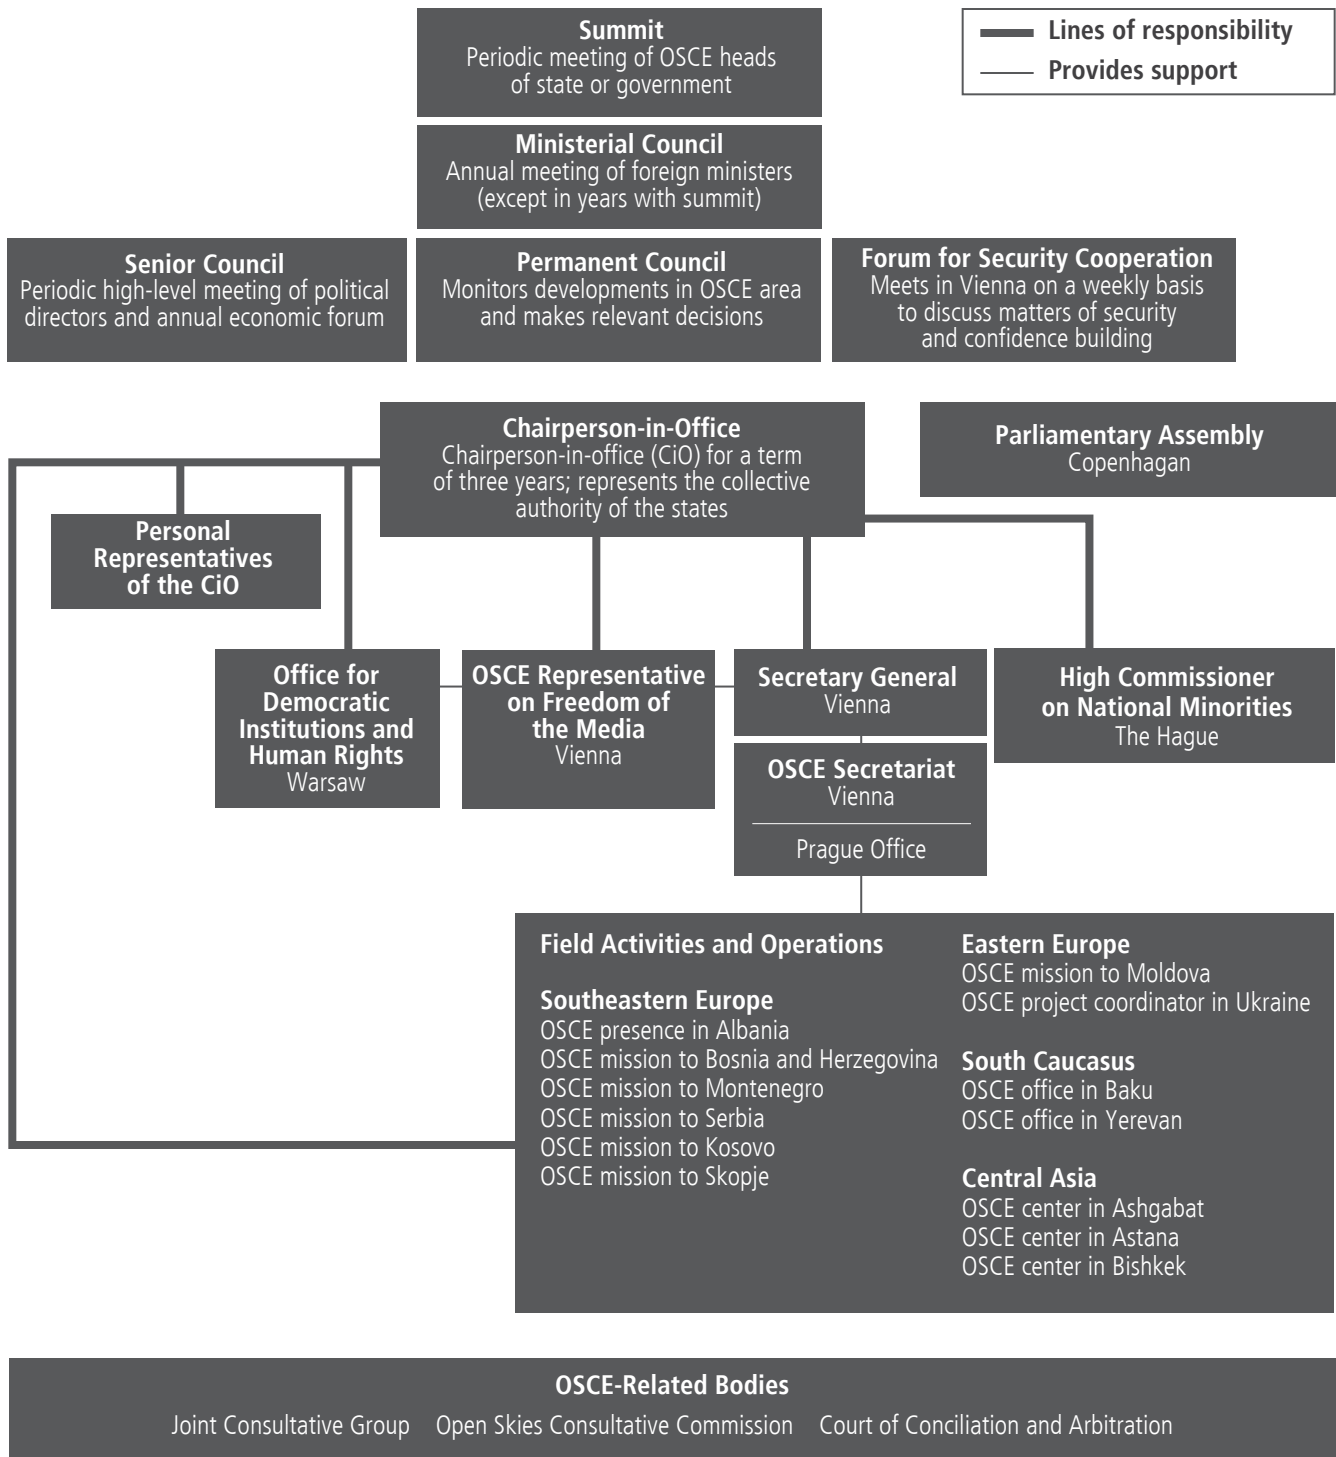 Summit
Periodic meeting of OSCE heads
of state or government
Lines of responsibility
Provides support
Ministerial Council
Annual meeting of foreign ministers
(except in years with summit)
Senior Council
Periodic high-level meeting of political
directors and annual economic forum
Permanent Council
Monitors developments in OSCE area
and makes relevant decisions
Forum for Security Cooperation
Meets in Vienna on a weekly basis
to discuss matters of security
and confidence building
Chairperson-in-Office
Chairperson-in-office (CiO) for a term
of three years; represents the collective
authority of the states
Parliamentary Assembly
Copenhagan
Personal
Representatives
of the CiO
Office for
Democratic
Institutions and
Human Rights
Warsaw
OSCE Representative
on Freedom of
the Media
Vienna
Secretary General
Vienna
High Commissioner
on National Minorities
The Hague
OSCE Secretariat
Vienna
Prague Office
Field Activities and Operations
Southeastern Europe
OSCE presence in Albania
OSCE mission to Bosnia and Herzegovina
OSCE mission to Montenegro
OSCE mission to Serbia
OSCE mission to Kosovo
OSCE mission to Skopje
Eastern Europe
OSCE mission to Moldova
OSCE project coordinator in Ukraine
South Caucasus
OSCE office in Baku
OSCE office in Yerevan
Central Asia
OSCE center in Ashgabat
OSCE center in Astana
OSCE center in Bishkek
OSCE-Related Bodies
Joint Consultative Group Open Skies Consultative Commission Court of Conciliation and Arbitration